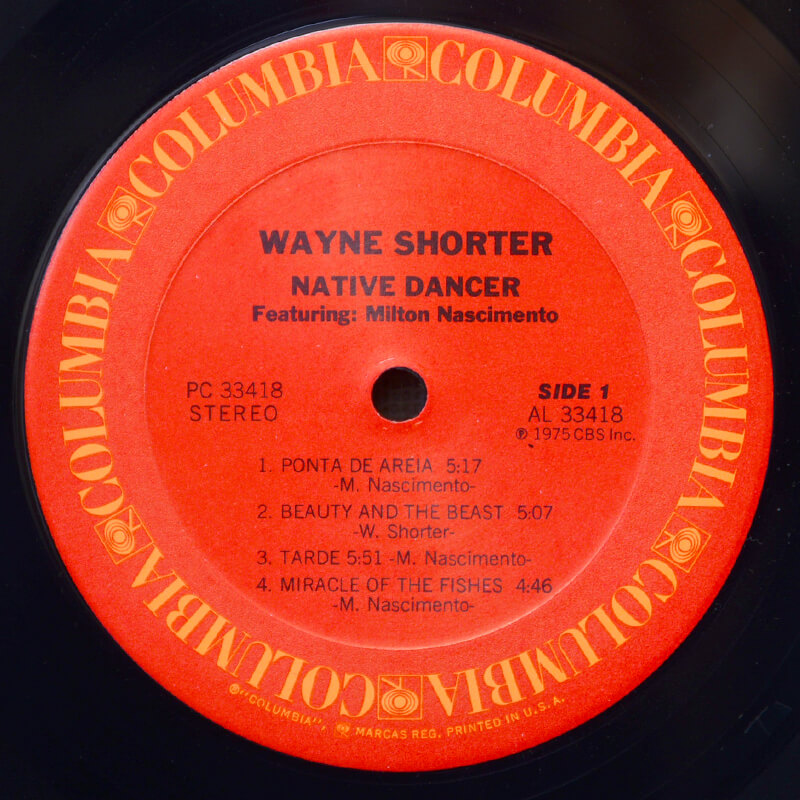 COLUMBIA COLUMBIA COLUMBIA COLUMBIA COLUMBIA COLUMBIA
WAYNE SHORTER
NATIVE DANCER
Featuring: Milton Nascimento
PC 33418
STEREO
SIDE 1
AL 33418
℗ 1975 CBS Inc.
1. PONTA DE AREIA 5:17
-M. Nascimento-
2. BEAUTY AND THE BEAST 5:07
-W. Shorter-
3. TARDE 5:51 -M. Nascimento-
4. MIRACLE OF THE FISHES 4:46
-M. Nascimento-
®"COLUMBIA", MARCAS REG. PRINTED IN U.S.A.